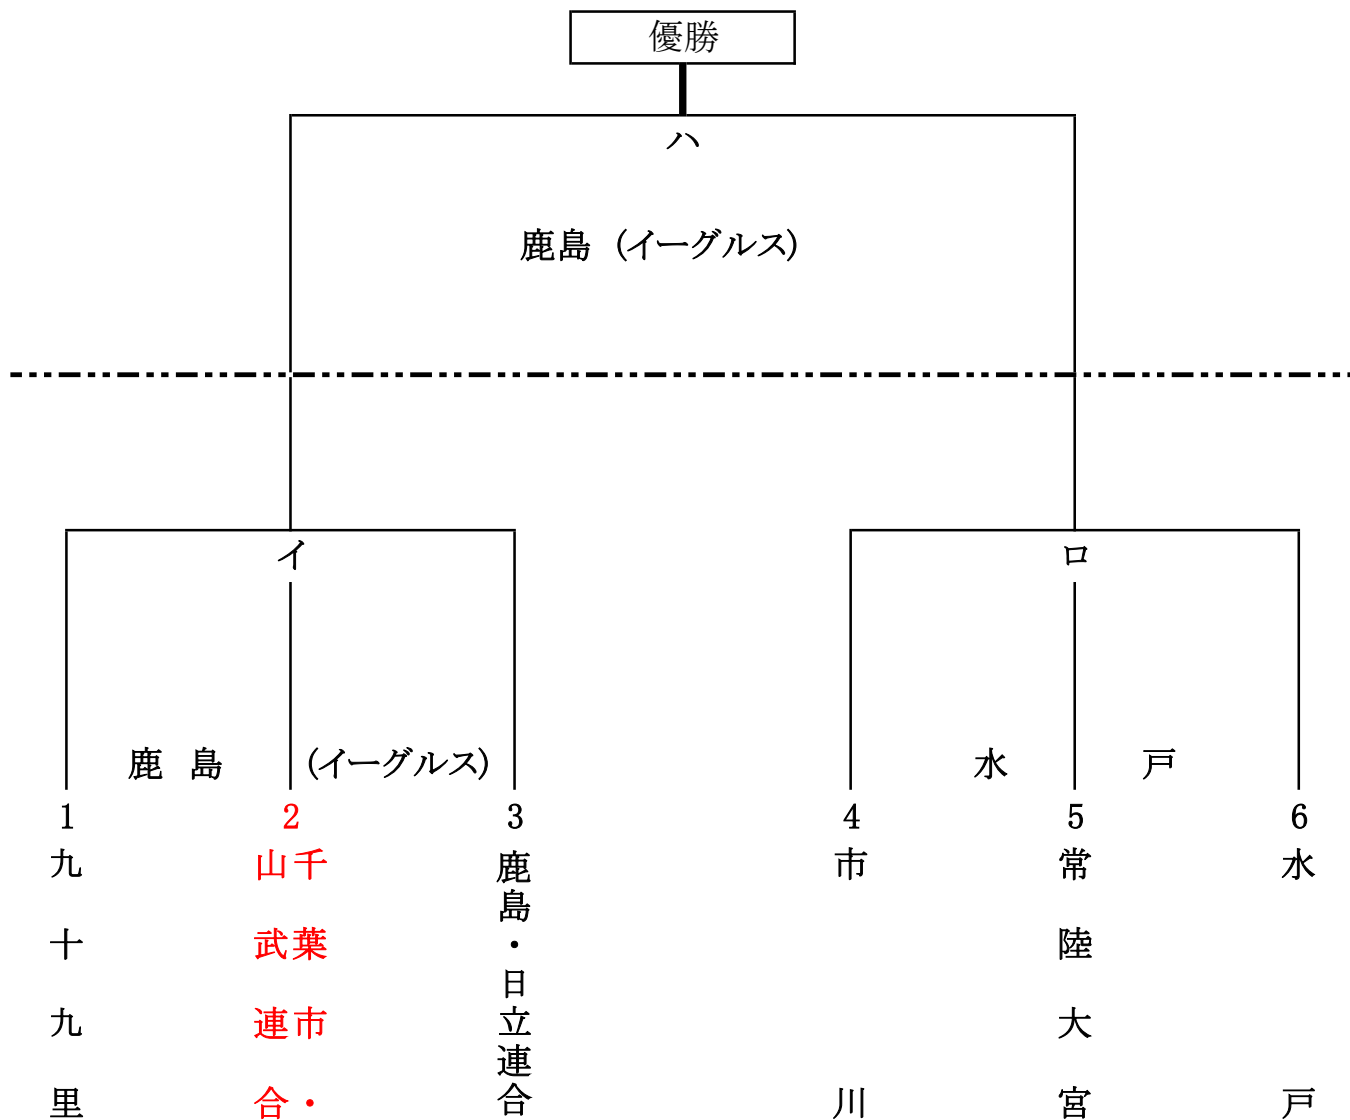 優勝
ハ
鹿島 (イーグルス)
イ
ロ
鹿 島 (イーグルス)
水 戸
1
2
3
4
5
6
九十九里
千葉市・
山武連合
鹿島・日立連合
市川
常陸大宮
水戸